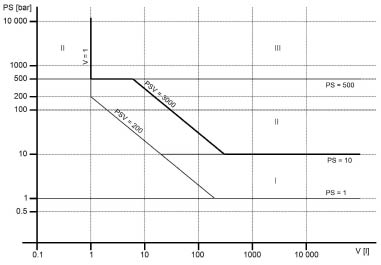 PS [bar]
10 000
II
V = 1
III
1000
500
PS = 500
PSV = 3000
200
100
PSV = 200
II
10
PS = 10
I
1
PS = 1
0.5
0.1
1
10
100
1000
10 000
V [l]